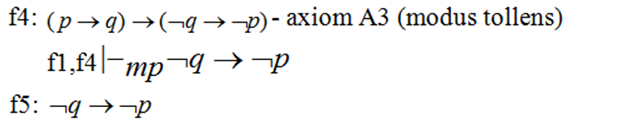 f4: (p → q) → (¬q → ¬p) - axiom A3 (modus tollens)
f1,f4|−mp ¬q → ¬p
f5: ¬q → ¬p